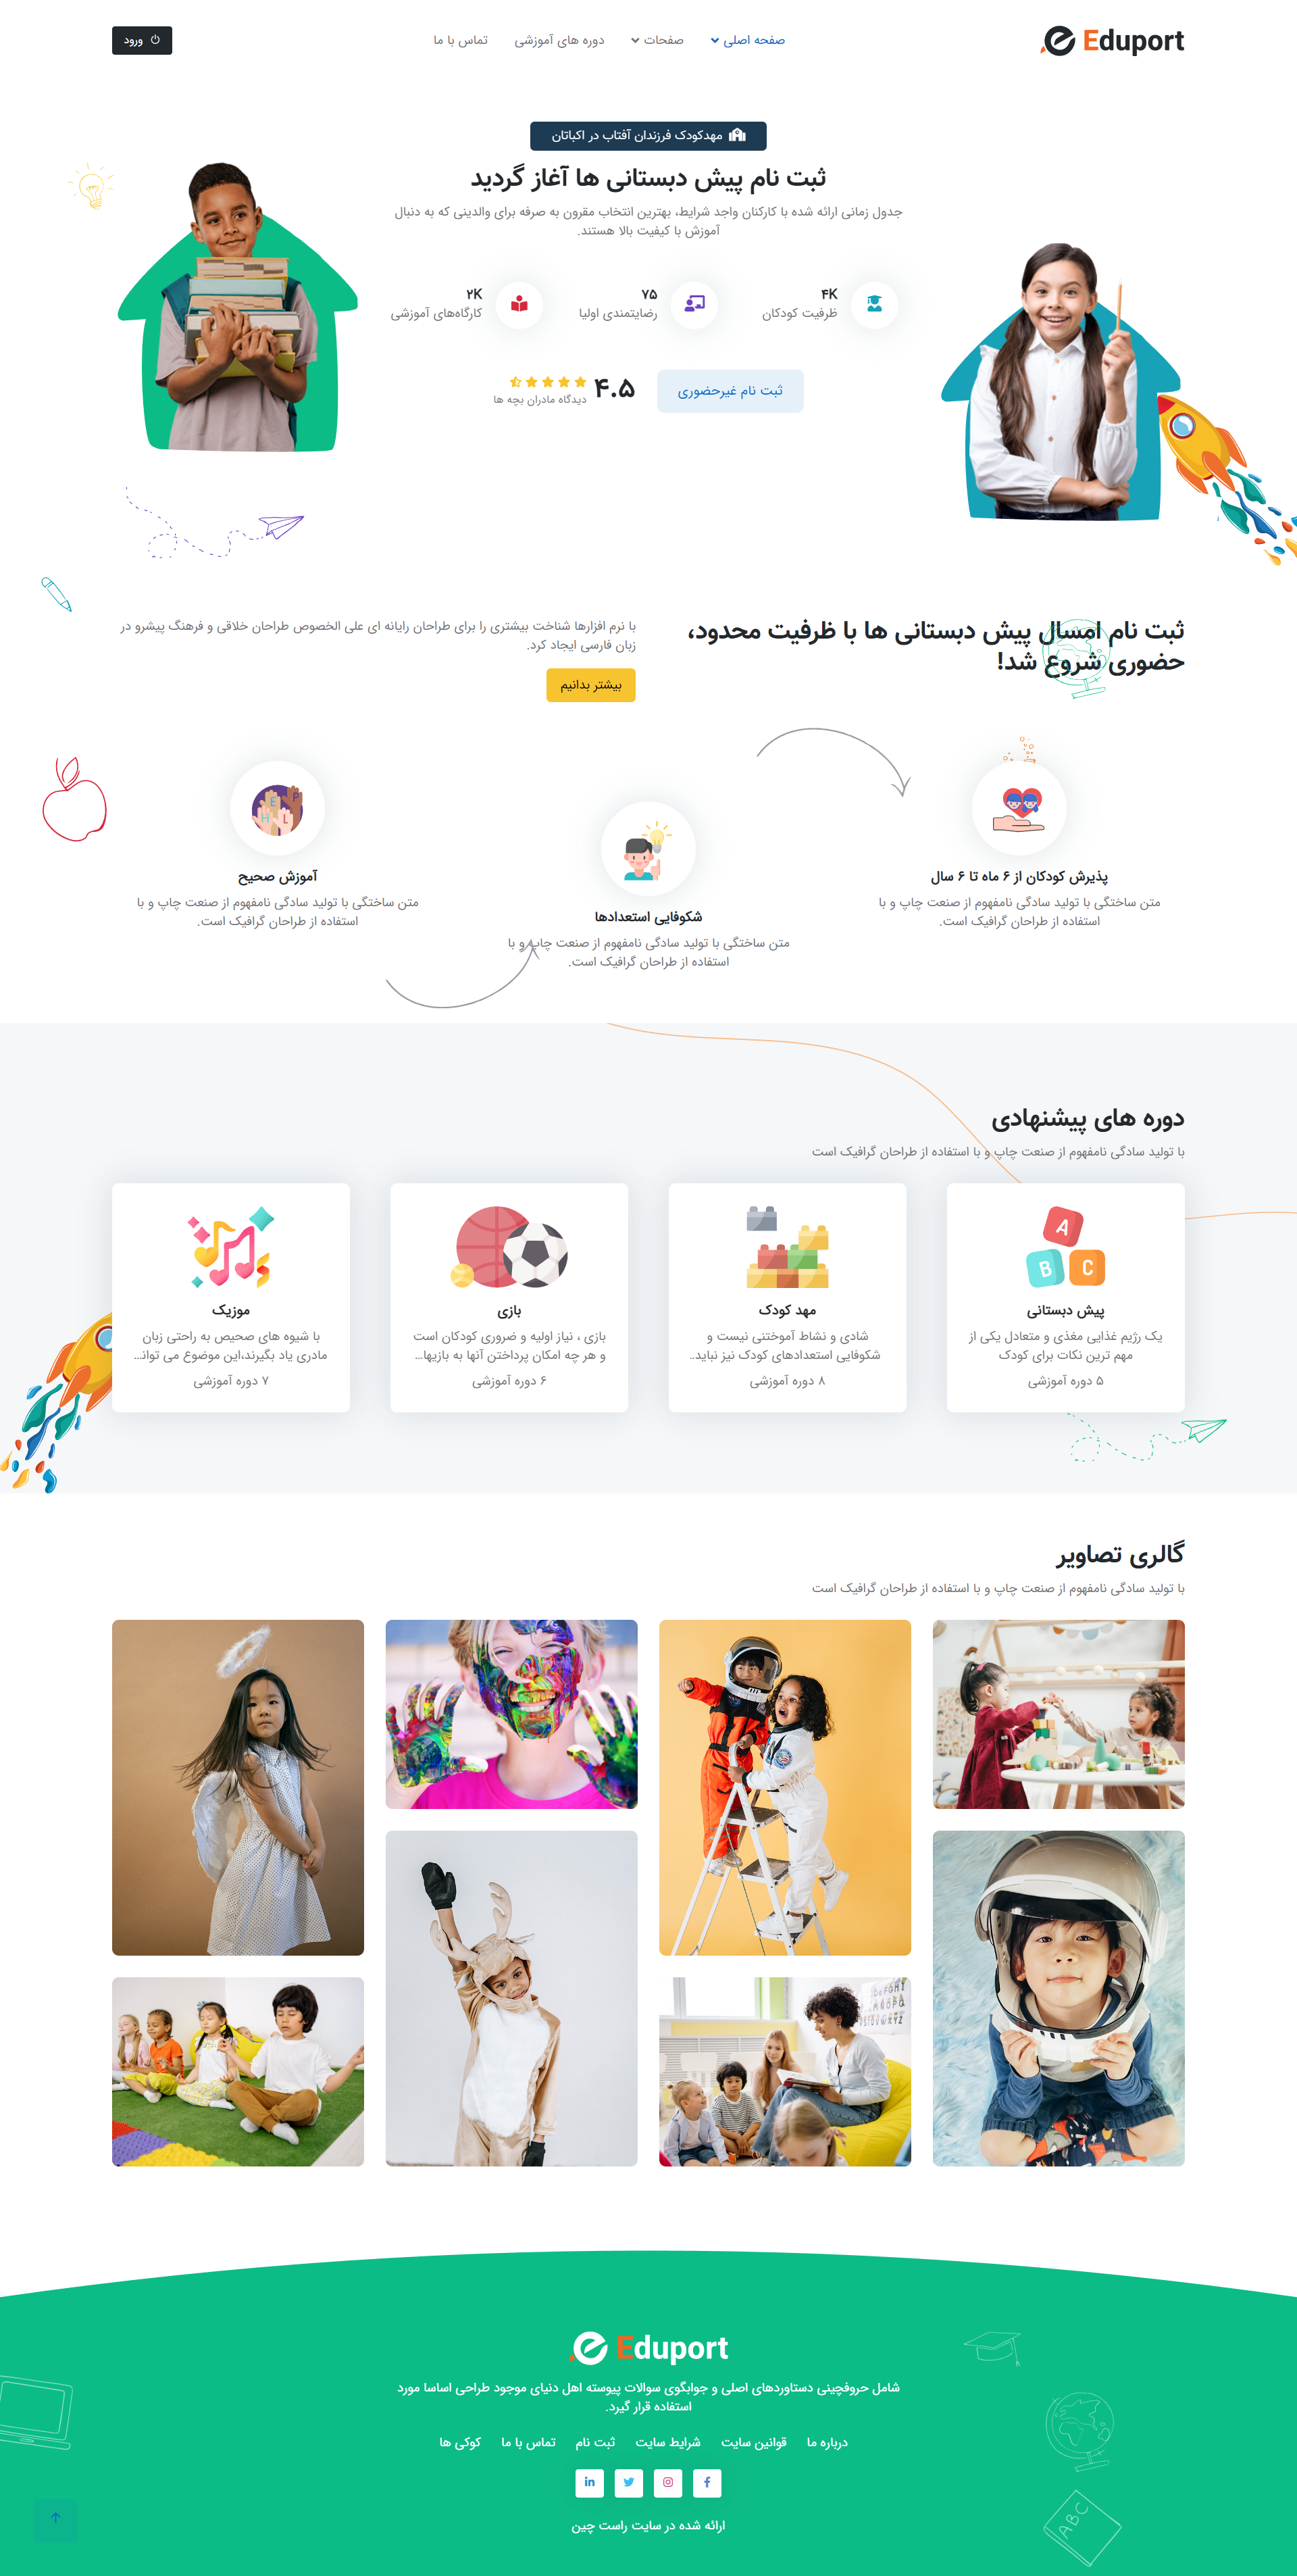 Eduport
صفحه اصلی
صفحات
دوره های آموزشی
تماس با ما
ورود
مهدکودک فرزندان آفتاب در اکباتان
ثبت نام پیش دبستانی ها آغاز گردید
جدول زمانی ارائه شده با کارکنان واجد شرایط، بهترین انتخاب مقرون به صرفه برای والدینی که به دنبال
آموزش با کیفیت بالا هستند.
۴K
ظرفیت کودکان
۷۵
رضایتمندی اولیا
۲K
کارگاه‌های آموزشی
ثبت نام غیرحضوری
۴.۵
دیدگاه مادران بچه ها
ثبت نام امسال پیش دبستانی ها با ظرفیت محدود،
حضوری شروع شد!
با نرم افزارها شناخت بیشتری را برای طراحان رایانه ای علی الخصوص طراحان خلاقی و فرهنگ پیشرو در
زبان فارسی ایجاد کرد.
بیشتر بدانیم
پذیرش کودکان از ۶ ماه تا ۶ سال
متن ساختگی با تولید سادگی نامفهوم از صنعت چاپ و با
استفاده از طراحان گرافیک است.
شکوفایی استعدادها
متن ساختگی با تولید سادگی نامفهوم از صنعت چاپ و با
استفاده از طراحان گرافیک است.
H E L P
آموزش صحیح
متن ساختگی با تولید سادگی نامفهوم از صنعت چاپ و با
استفاده از طراحان گرافیک است.
دوره های پیشنهادی
با تولید سادگی نامفهوم از صنعت چاپ و با استفاده از طراحان گرافیک است
A
B C
پیش دبستانی
یک رژیم غذایی مغذی و متعادل یکی از
مهم ترین نکات برای کودک
۵ دوره آموزشی
مهد کودک
شادی و نشاط آموختنی نیست و
شکوفایی استعدادهای کودک نیز نباید..
۸ دوره آموزشی
بازی
بازی ، نیاز اولیه و ضروری کودکان است
و هر چه امکان پرداختن آنها به بازیها...
۶ دوره آموزشی
موزیک
با شیوه های صحیص به راحتی زبان
مادری یاد بگیرند،این موضوع می تواند...
۷ دوره آموزشی
گالری تصاویر
با تولید سادگی نامفهوم از صنعت چاپ و با استفاده از طراحان گرافیک است
Eduport
شامل حروفچینی دستاوردهای اصلی و جوابگوی سوالات پیوسته اهل دنیای موجود طراحی اساسا مورد
استفاده قرار گیرد.
درباره ما
قوانین سایت
شرایط سایت
ثبت نام
تماس با ما
کوکی ها
ارائه شده در سایت راست چین
ABC